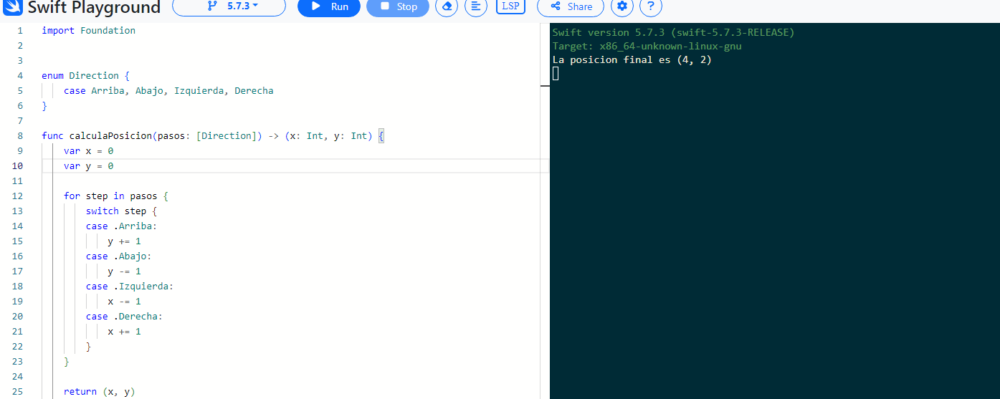 Swift Playground 5.7.3 Run Stop LSP Share ?
1 import Foundation
2
3
4 enum Direction {
5 case Arriba, Abajo, Izquierda, Derecha
6 }
7
8 func calculaPosicion(pasos: [Direction]) -> (x: Int, y: Int) {
9 var x = 0
10 var y = 0
11
12 for step in pasos {
13 switch step {
14 case .Arriba:
15 y += 1
16 case .Abajo:
17 y -= 1
18 case .Izquierda:
19 x -= 1
20 case .Derecha:
21 x += 1
22 }
23 }
24
25 return (x, y)
Swift version 5.7.3 (swift-5.7.3-RELEASE)
Target: x86_64-unknown-linux-gnu
La posicion final es (4, 2)